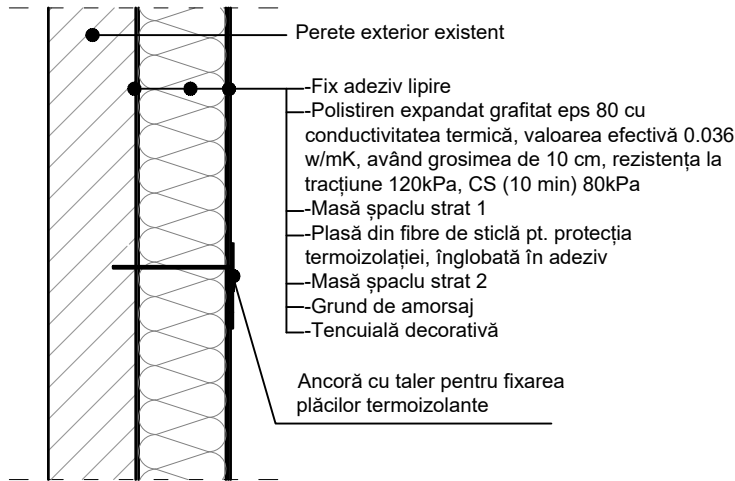 Perete exterior existent
-Fix adeziv lipire
-Polistiren expandat grafitat eps 80 cu
conductivitatea termică, valoarea efectivă 0.036
w/mK, având grosimea de 10 cm, rezistența la
tracțiune 120kPa, CS (10 min) 80kPa
-Masă șpaclu strat 1
-Plasă din fibre de sticlă pt. protecția
termoizolației, înglobată în adeziv
-Masă șpaclu strat 2
-Grund de amorsaj
-Tencuială decorativă
Ancoră cu taler pentru fixarea
plăcilor termoizolante